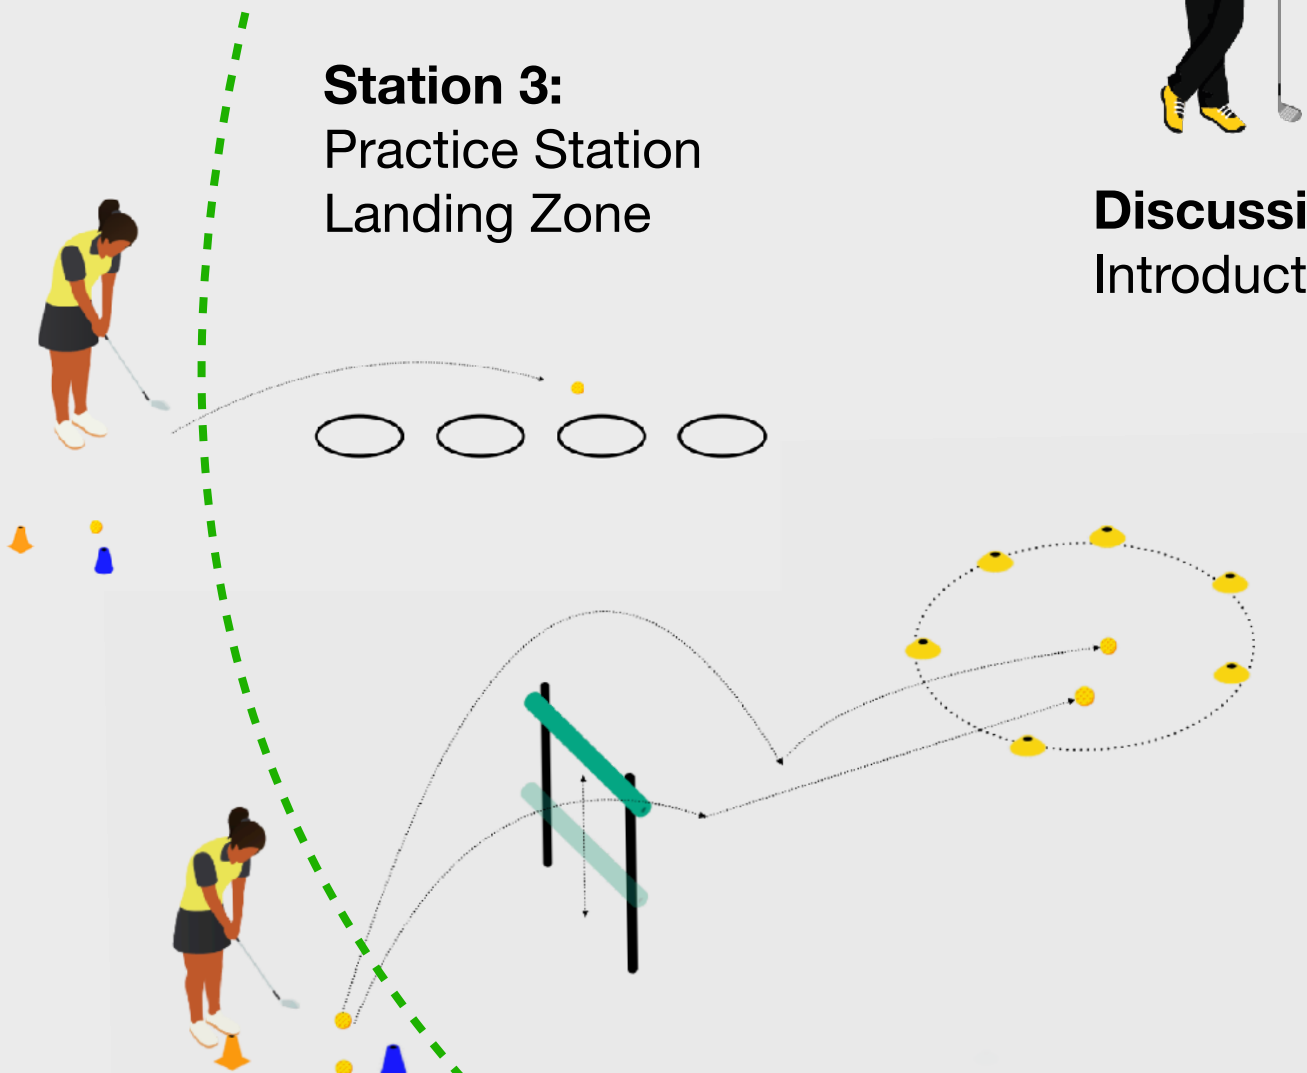 Station 3:
Practice Station
Landing Zone
Discussi
Introduct